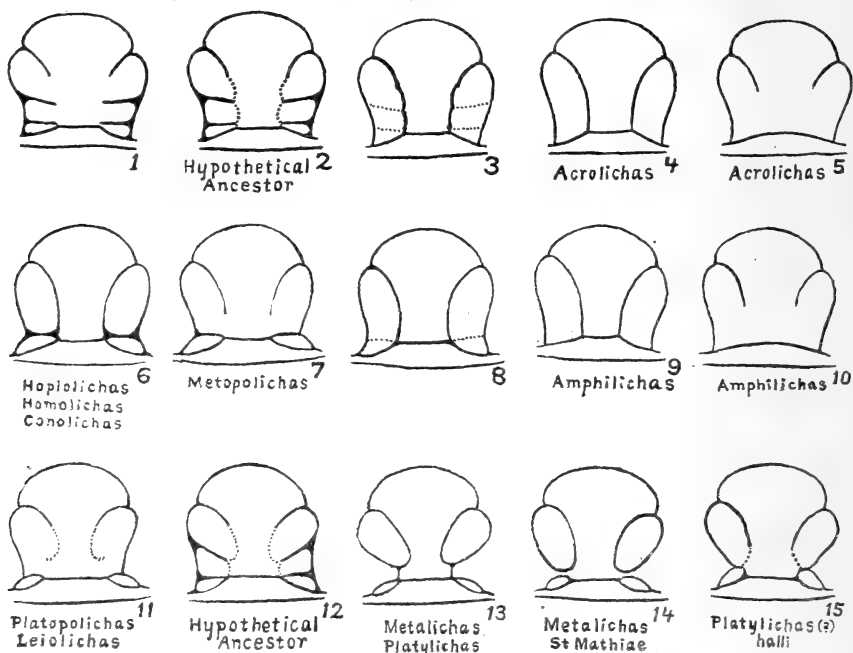 1
Hypothetical 2
Ancestor
3
Acrolichas 4
Acrolichas 5
6
Hoplolichas
Homolichas
Conolichas
7
Metopolichas
8
9
Amphilichas
Amphilichas 10
11
Platopolichas
Leiolichas
Hypothetical 12
Ancestor
13
Metalichas
Platylichas
14
Metalichas
St Mathiae
15
Platylichas (?)
halli